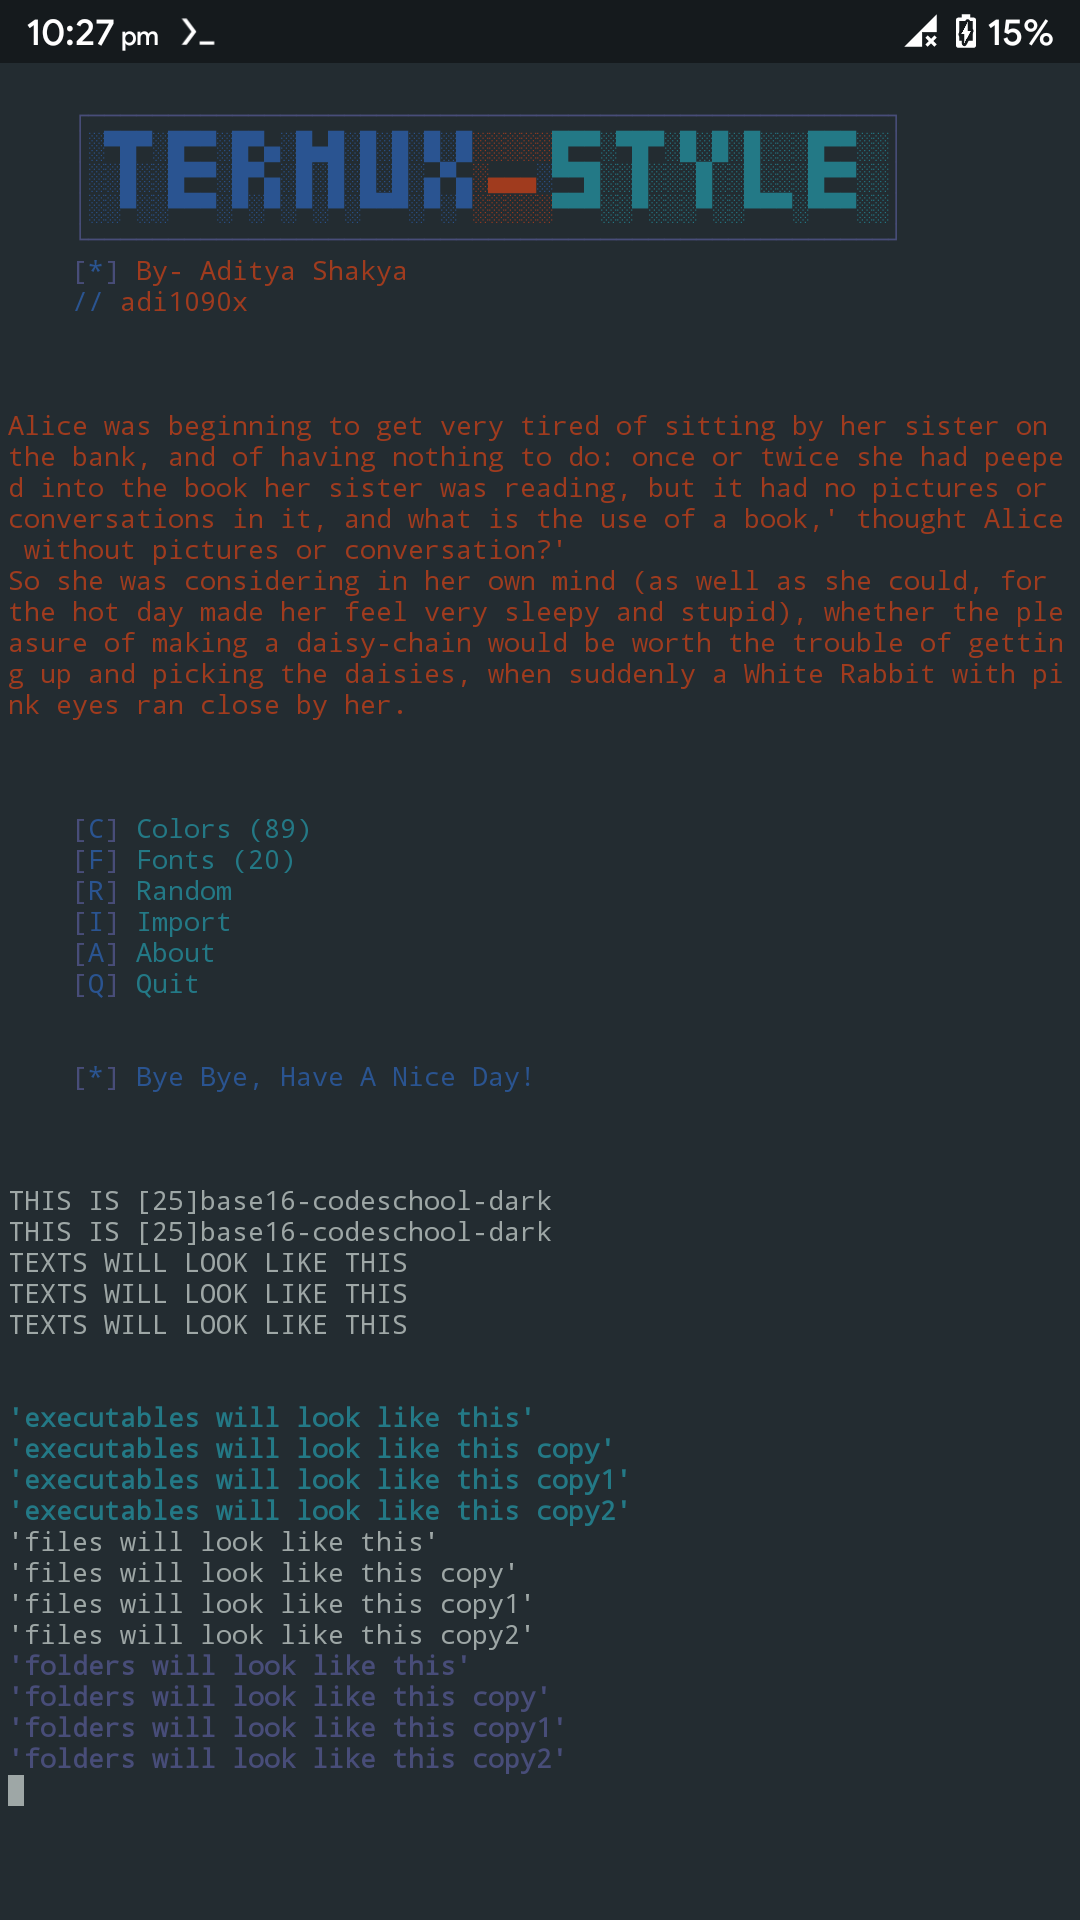 10:27 pm 15%
TERMUX-STYLE
[*] By- Aditya Shakya
// adi1090x
Alice was beginning to get very tired of sitting by her sister on
the bank, and of having nothing to do: once or twice she had peepe
d into the book her sister was reading, but it had no pictures or
conversations in it, and what is the use of a book,' thought Alice
without pictures or conversation?'
So she was considering in her own mind (as well as she could, for
the hot day made her feel very sleepy and stupid), whether the ple
asure of making a daisy-chain would be worth the trouble of gettin
g up and picking the daisies, when suddenly a White Rabbit with pi
nk eyes ran close by her.
[C] Colors (89)
[F] Fonts (20)
[R] Random
[I] Import
[A] About
[Q] Quit
[*] Bye Bye, Have A Nice Day!
THIS IS [25]base16-codeschool-dark
THIS IS [25]base16-codeschool-dark
TEXTS WILL LOOK LIKE THIS
TEXTS WILL LOOK LIKE THIS
TEXTS WILL LOOK LIKE THIS
'executables will look like this'
'executables will look like this copy'
'executables will look like this copy1'
'executables will look like this copy2'
'files will look like this'
'files will look like this copy'
'files will look like this copy1'
'files will look like this copy2'
'folders will look like this'
'folders will look like this copy'
'folders will look like this copy1'
'folders will look like this copy2'